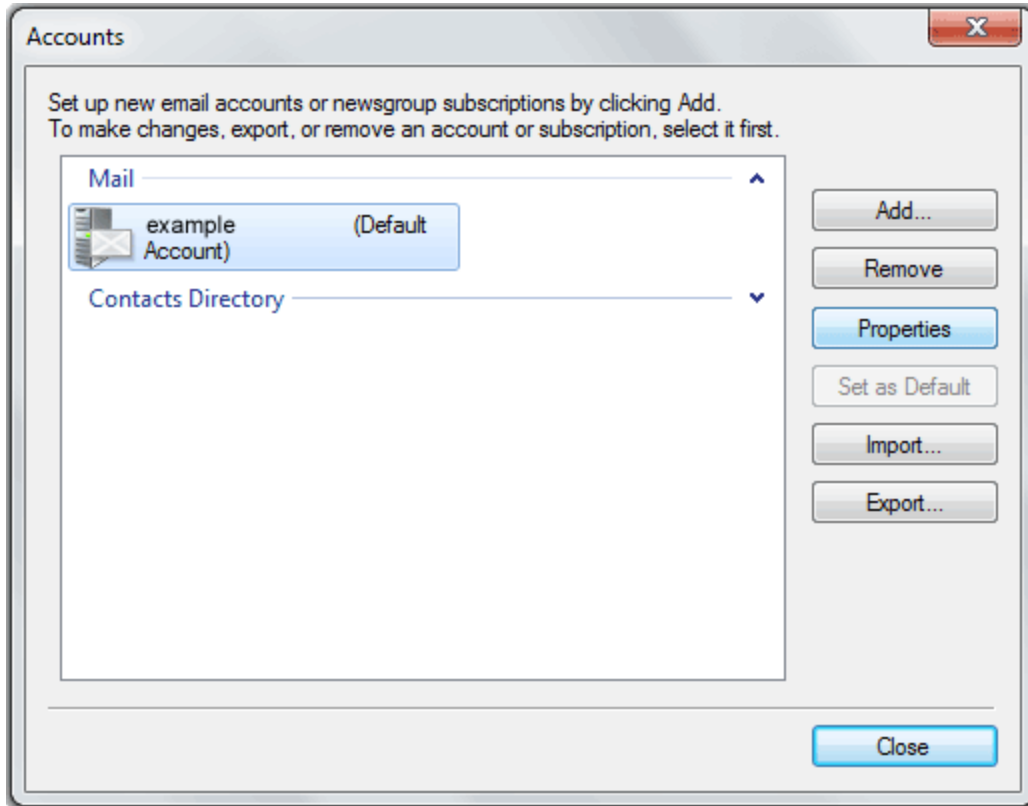 Accounts
Set up new email accounts or newsgroup subscriptions by clicking Add.
To make changes, export, or remove an account or subscription, select it first.
Mail
example (Default
Account)
Contacts Directory
Add...
Remove
Properties
Set as Default
Import...
Export...
Close